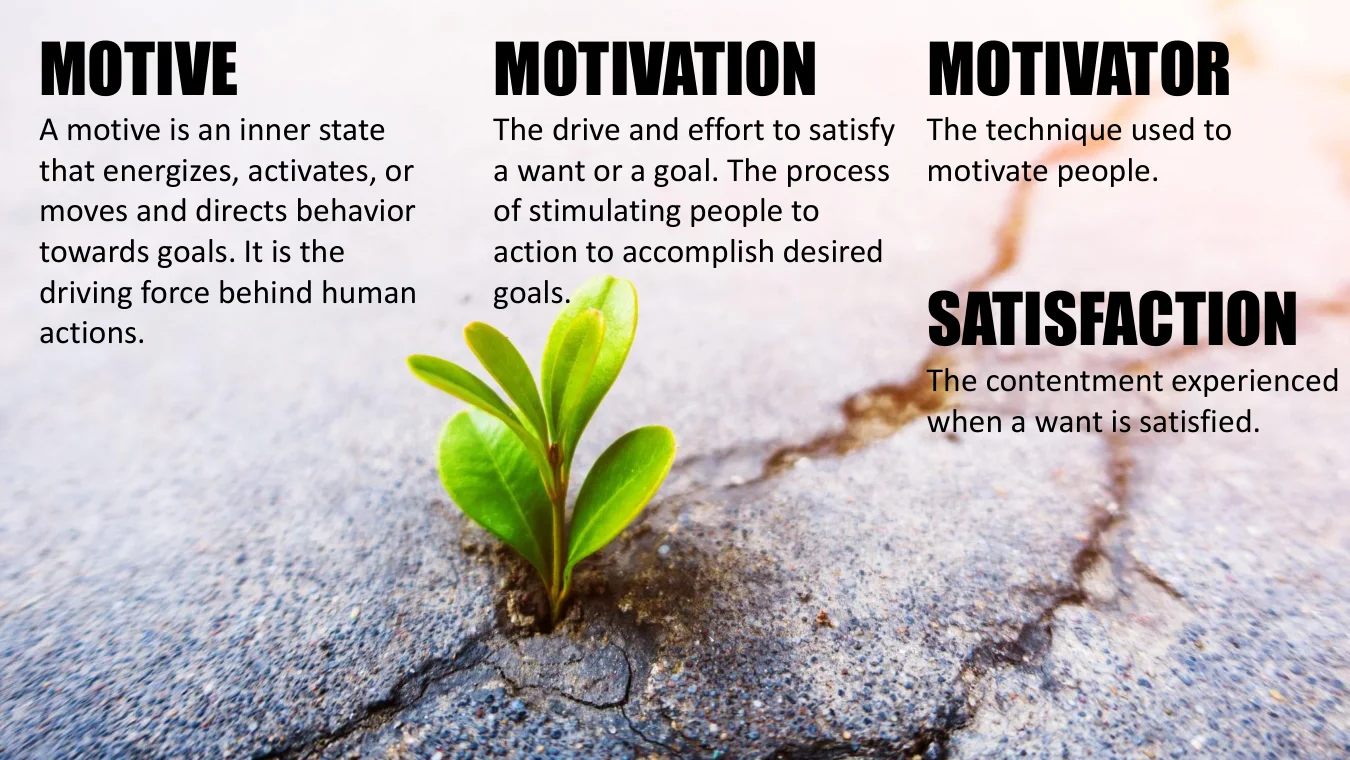 MOTIVE
A motive is an inner state
that energizes, activates, or
moves and directs behavior
towards goals. It is the
driving force behind human
actions.
MOTIVATION
The drive and effort to satisfy
a want or a goal. The process
of stimulating people to
action to accomplish desired
goals.
MOTIVATOR
The technique used to
motivate people.
SATISFACTION
The contentment experienced
when a want is satisfied.